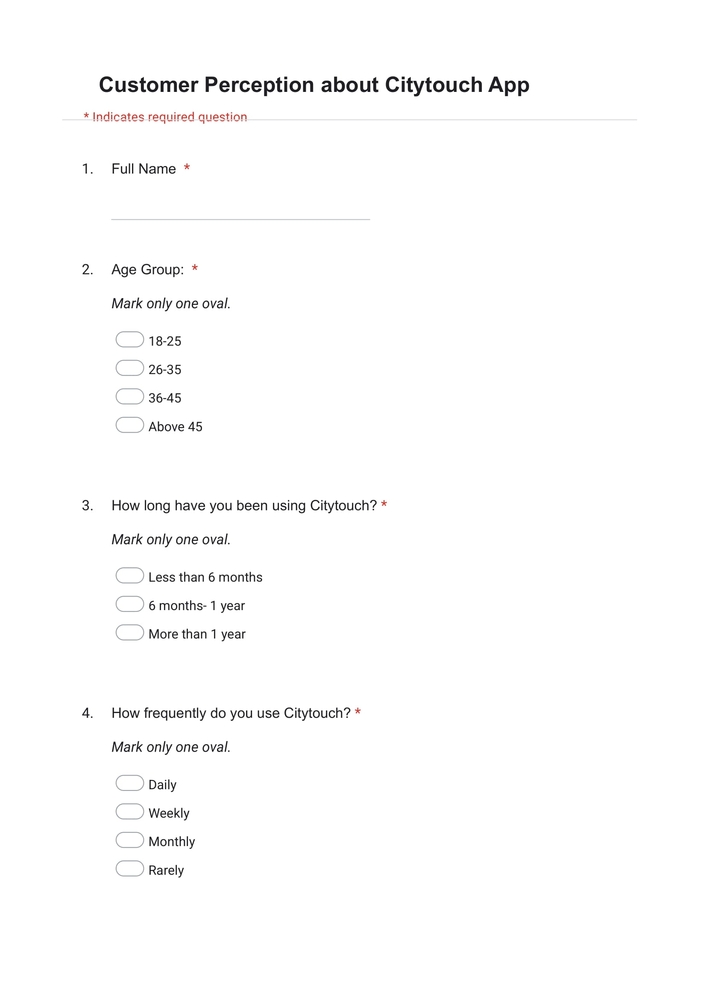 Customer Perception about Citytouch App
* Indicates required question
1. Full Name *
2. Age Group: *
Mark only one oval.
18-25
26-35
36-45
Above 45
3. How long have you been using Citytouch? *
Mark only one oval.
Less than 6 months
6 months- 1 year
More than 1 year
4. How frequently do you use Citytouch? *
Mark only one oval.
Daily
Weekly
Monthly
Rarely